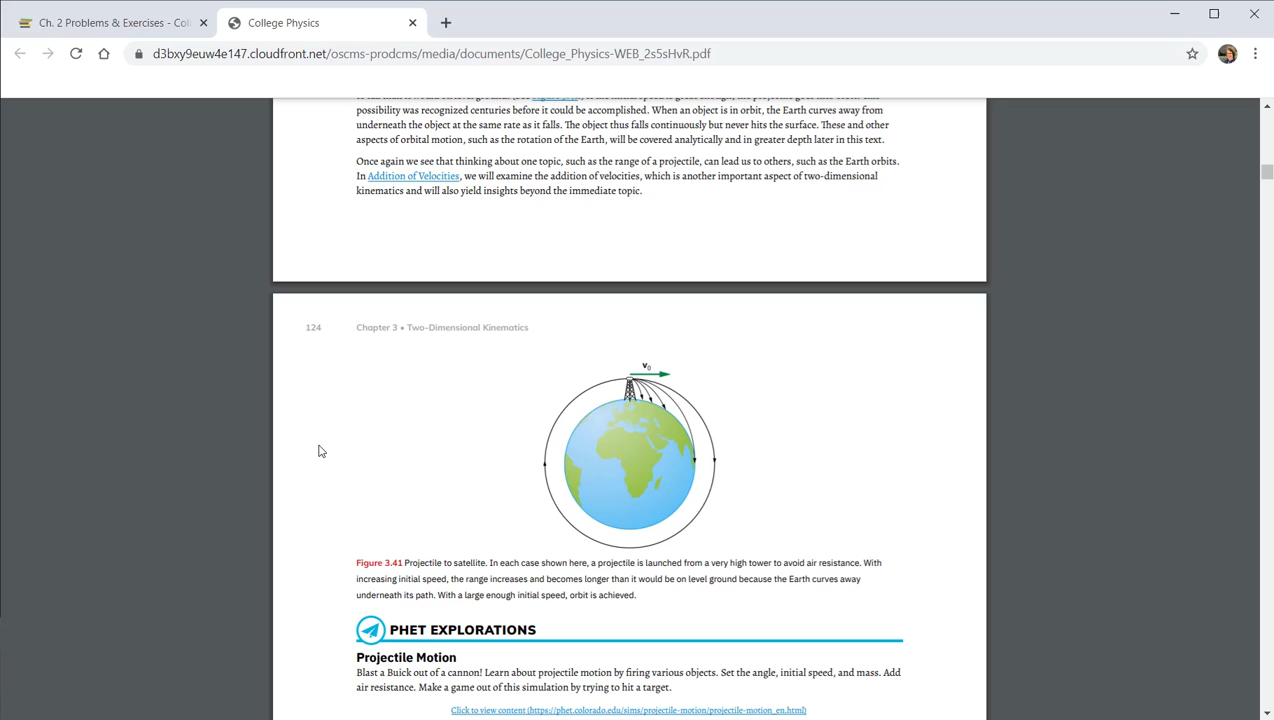 Ch. 2 Problems & Exercises - Col
College Physics
d3bxy9euw4e147.cloudfront.net/oscms-prodcms/media/documents/College_Physics-WEB_2s5sHvR.pdf
possibility was recognized centuries before it could be accomplished. When an object is in orbit, the Earth curves away from
underneath the object at the same rate as it falls. The object thus falls continuously but never hits the surface. These and other
aspects of orbital motion, such as the rotation of the Earth, will be covered analytically and in greater depth later in this text.
Once again we see that thinking about one topic, such as the range of a projectile, can lead us to others, such as the Earth orbits.
In Addition of Velocities, we will examine the addition of velocities, which is another important aspect of two-dimensional
kinematics and will also yield insights beyond the immediate topic.
124 Chapter 3 • Two-Dimensional Kinematics
v0
Figure 3.41 Projectile to satellite. In each case shown here, a projectile is launched from a very high tower to avoid air resistance. With
increasing initial speed, the range increases and becomes longer than it would be on level ground because the Earth curves away
underneath its path. With a large enough initial speed, orbit is achieved.
PHET EXPLORATIONS
Projectile Motion
Blast a Buick out of a cannon! Learn about projectile motion by firing various objects. Set the angle, initial speed, and mass. Add
air resistance. Make a game out of this simulation by trying to hit a target.
Click to view content (https://phet.colorado.edu/sims/projectile-motion/projectile-motion_en.html)